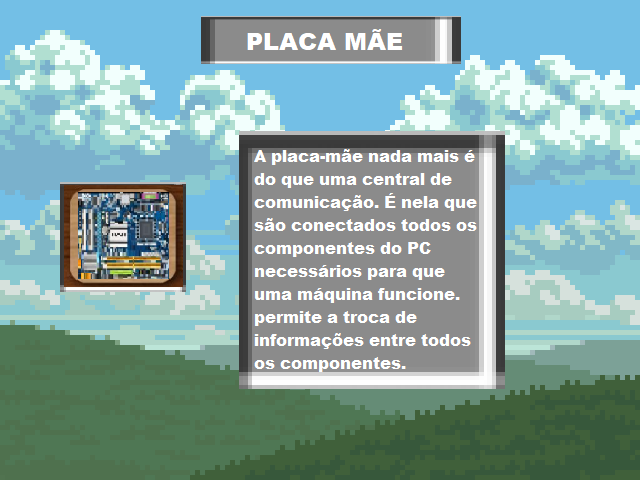 PLACA MÃE
A placa-mãe nada mais é
do que uma central de
comunicação. É nela que
são conectados todos os
componentes do PC
necessários para que
uma máquina funcione.
permite a troca de
informações entre todos
os componentes.